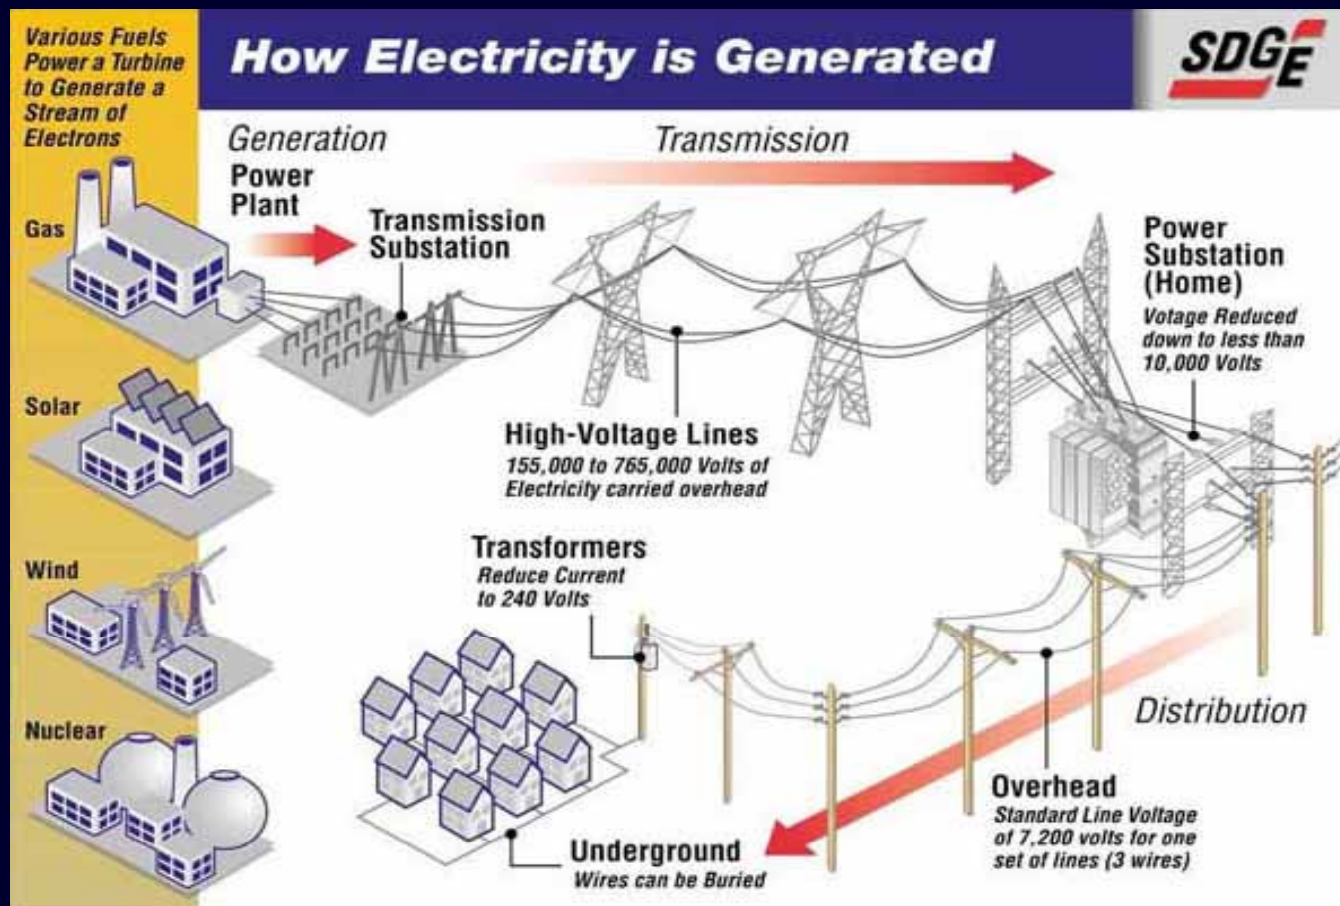 Various Fuels
Power a Turbine
to Generate a
Stream of
Electrons
How Electricity is Generated
SDGE
Generation
Transmission
Power
Plant
Transmission
Substation
Gas
Power
Substation
(Home)
Votage Reduced
down to less than
10,000 Volts
Solar
High-Voltage Lines
155,000 to 765,000 Volts of
Electricity carried overhead
Wind
Transformers
Reduce Current
to 240 Volts
Distribution
Nuclear
Overhead
Standard Line Voltage
of 7,200 volts for one
set of lines (3 wires)
Underground
Wires can be Buried